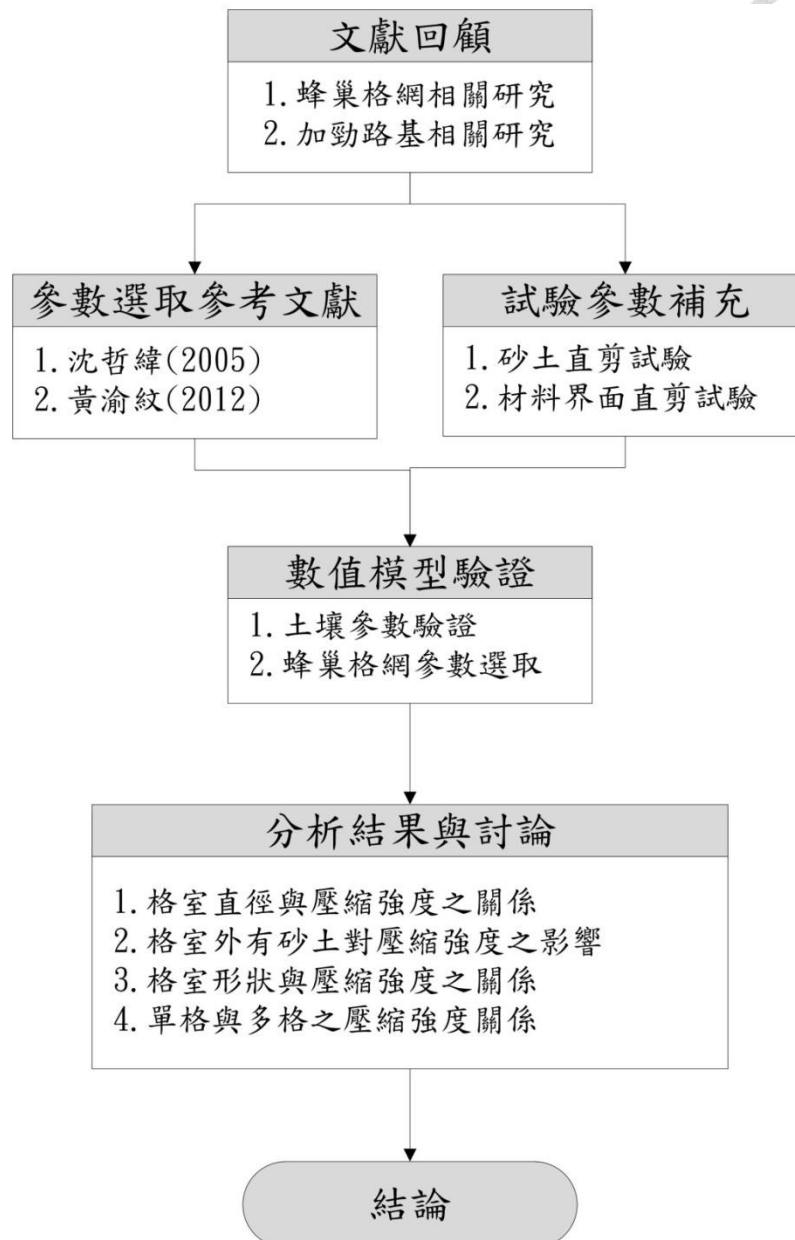 文獻回顧
1.蜂巢格網相關研究
2.加勁路基相關研究
參數選取參考文獻
1.沈哲緯(2005)
2.黃渝紋(2012)
試驗參數補充
1.砂土直剪試驗
2.材料界面直剪試驗
數值模型驗證
1.土壤參數驗證
2.蜂巢格網參數選取
分析結果與討論
1.格室直徑與壓縮強度之關係
2.格室外有砂土對壓縮強度之影響
3.格室形狀與壓縮強度之關係
4.單格與多格之壓縮強度關係
結論